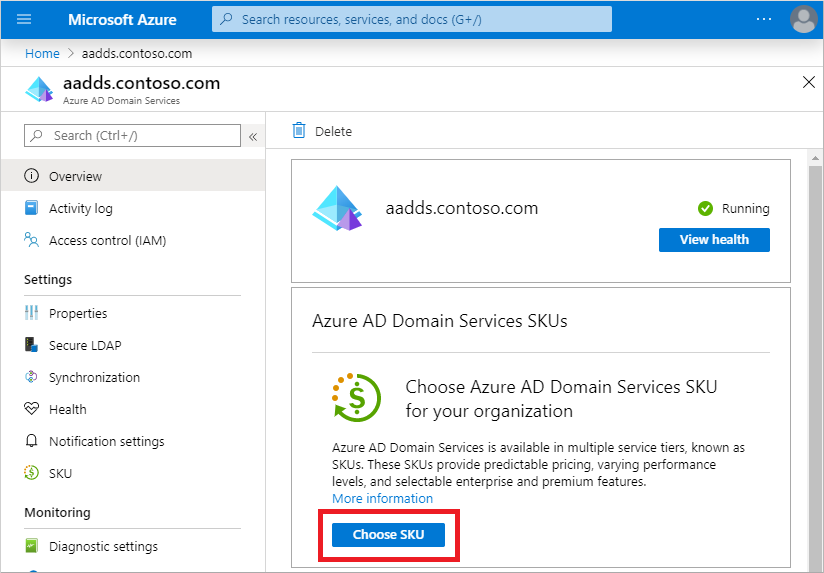 Microsoft Azure
Search resources, services, and docs (G+/)
...
Home > aadds.contoso.com
aadds.contoso.com
Azure AD Domain Services
Search (Ctrl+/)
«
Overview
Activity log
Access control (IAM)
Settings
Properties
Secure LDAP
Synchronization
Health
Notification settings
SKU
Monitoring
Diagnostic settings
Delete
aadds.contoso.com
Running
View health
Azure AD Domain Services SKUs
Choose Azure AD Domain Services SKU
for your organization
Azure AD Domain Services is available in multiple service tiers, known as
SKUs. These SKUs provide predictable pricing, varying performance
levels, and selectable enterprise and premium features.
More information
Choose SKU